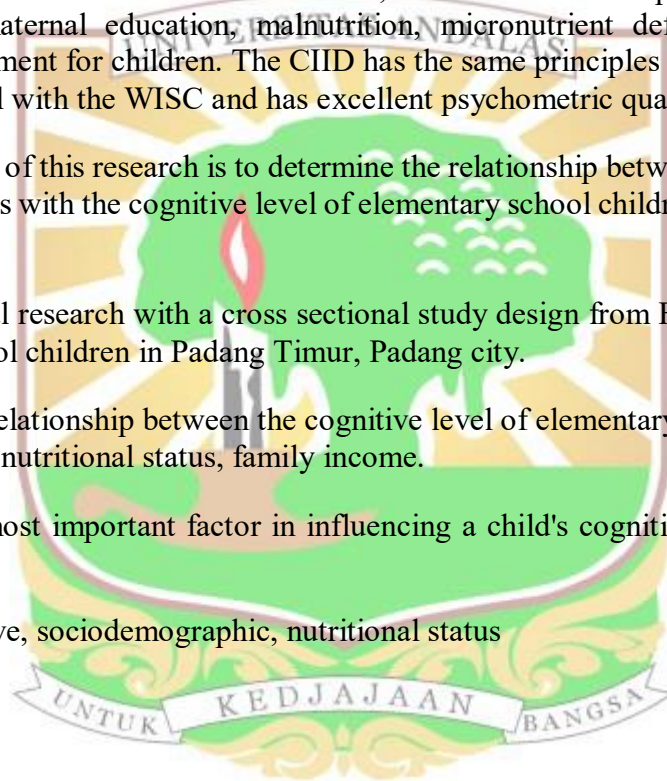 aternal education, malnutrition, micronutrient def
UNIVERSITAS ANDALAS
ment for children. The CIID has the same principles
l with the WISC and has excellent psychometric qua
of this research is to determine the relationship betw
s with the cognitive level of elementary school childr
l research with a cross sectional study design from
ol children in Padang Timur, Padang city.
elationship between the cognitive level of elementary
nutritional status, family income.
ost important factor in influencing a child's cogniti
ve, sociodemographic, nutritional status
UNTUK KEDJAJAAN BANGSA